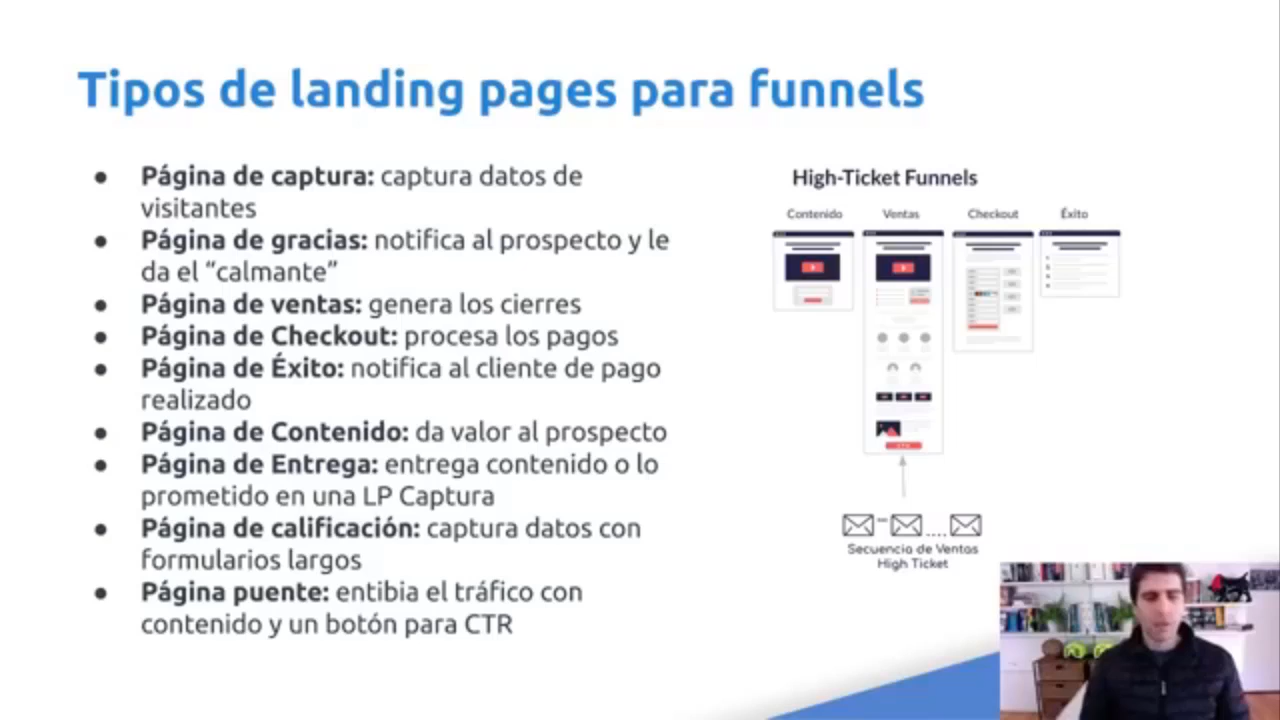 Tipos de landing pages para funnels
● Página de captura: captura datos de
visitantes
● Página de gracias: notifica al prospecto y le
da el “calmante”
● Página de ventas: genera los cierres
● Página de Checkout: procesa los pagos
● Página de Éxito: notifica al cliente de pago
realizado
● Página de Contenido: da valor al prospecto
● Página de Entrega: entrega contenido o lo
prometido en una LP Captura
● Página de calificación: captura datos con
formularios largos
● Página puente: entibia el tráfico con
contenido y un botón para CTR
High-Ticket Funnels
Contenido Ventas Checkout Éxito
Secuencia de Ventas
High Ticket